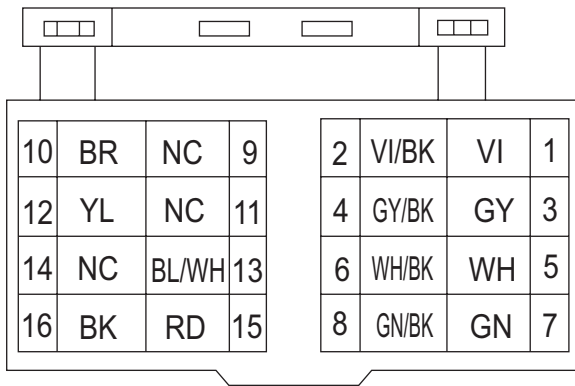 10 BR NC 9 2 VI/BK VI 1
12 YL NC 11 4 GY/BK GY 3
14 NC BL/WH 13 6 WH/BK WH 5
16 BK RD 15 8 GN/BK GN 7